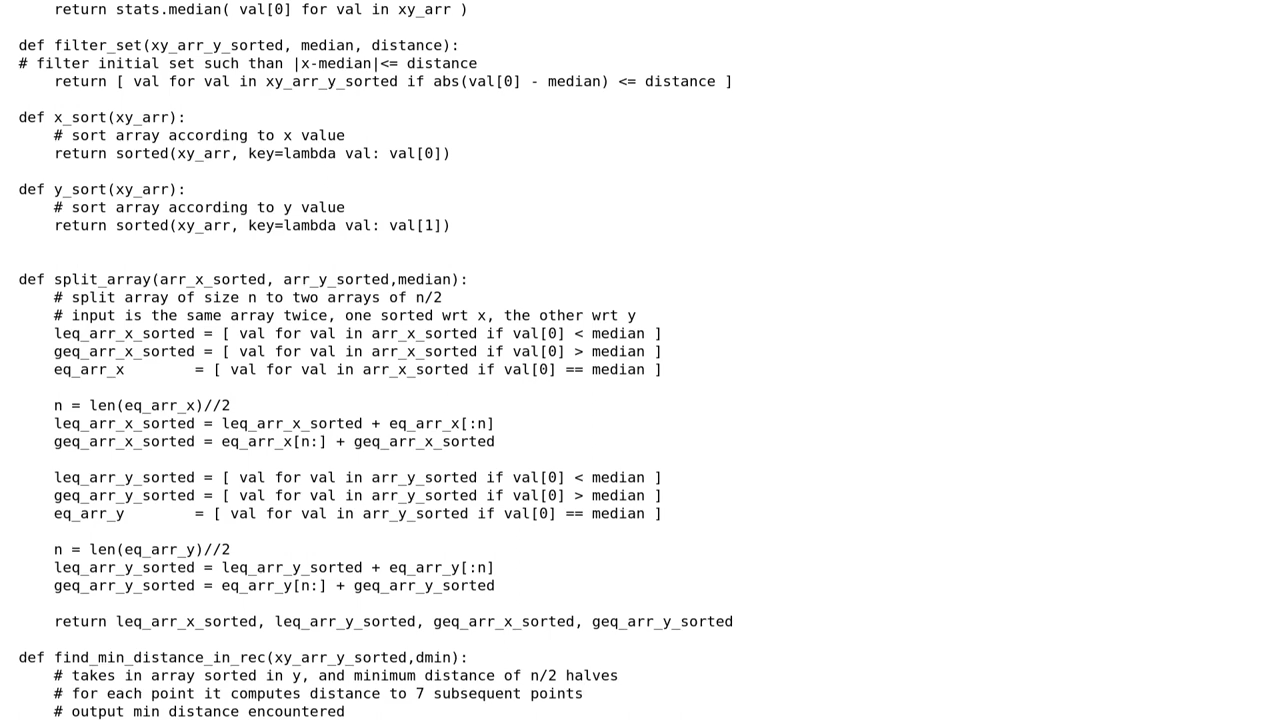 return stats.median( val[0] for val in xy_arr )

def filter_set(xy_arr_y_sorted, median, distance):
# filter initial set such than |x-median|<= distance
    return [ val for val in xy_arr_y_sorted if abs(val[0] - median) <= distance ]

def x_sort(xy_arr):
    # sort array according to x value
    return sorted(xy_arr, key=lambda val: val[0])

def y_sort(xy_arr):
    # sort array according to y value
    return sorted(xy_arr, key=lambda val: val[1])


def split_array(arr_x_sorted, arr_y_sorted,median):
    # split array of size n to two arrays of n/2
    # input is the same array twice, one sorted wrt x, the other wrt y
    leq_arr_x_sorted = [ val for val in arr_x_sorted if val[0] < median ]
    geq_arr_x_sorted = [ val for val in arr_x_sorted if val[0] > median ]
    eq_arr_x        = [ val for val in arr_x_sorted if val[0] == median ]

    n = len(eq_arr_x)//2
    leq_arr_x_sorted = leq_arr_x_sorted + eq_arr_x[:n]
    geq_arr_x_sorted = eq_arr_x[n:] + geq_arr_x_sorted

    leq_arr_y_sorted = [ val for val in arr_y_sorted if val[0] < median ]
    geq_arr_y_sorted = [ val for val in arr_y_sorted if val[0] > median ]
    eq_arr_y        = [ val for val in arr_y_sorted if val[0] == median ]

    n = len(eq_arr_y)//2
    leq_arr_y_sorted = leq_arr_y_sorted + eq_arr_y[:n]
    geq_arr_y_sorted = eq_arr_y[n:] + geq_arr_y_sorted

    return leq_arr_x_sorted, leq_arr_y_sorted, geq_arr_x_sorted, geq_arr_y_sorted

def find_min_distance_in_rec(xy_arr_y_sorted,dmin):
    # takes in array sorted in y, and minimum distance of n/2 halves
    # for each point it computes distance to 7 subsequent points
    # output min distance encountered